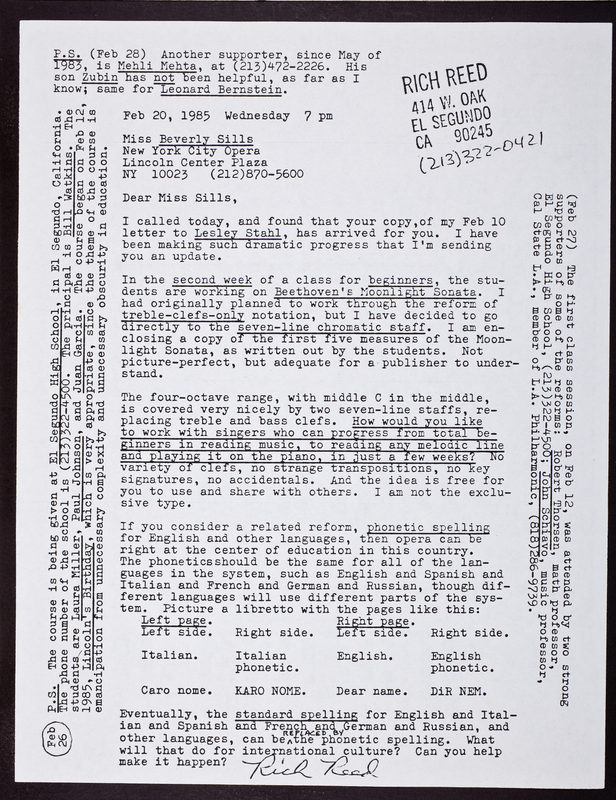 P.S. (Feb 28) Another supporter, since May of
1983, is Mehli Mehta, at (213)472-2226. His
son Zubin has not been helpful, as far as I
know; same for Leonard Bernstein.
RICH REED
414 W. OAK
EL SEGUNDO
CA 90245
(213)322-0421
Feb 20, 1985 Wednesday 7 pm
Miss Beverly Sills
New York City Opera
Lincoln Center Plaza
NY 10023 (212)870-5600
Dear Miss Sills,
I called today, and found that your copy,of my Feb 10
letter to Lesley Stahl, has arrived for you. I have
been making such dramatic progress that I'm sending
you an update.
In the second week of a class for beginners, the stu-
dents are working on Beethoven's Moonlight Sonata. I
had originally planned to work through the reform of
treble-clefs-only notation, but I have decided to go
directly to the seven-line chromatic staff. I am en-
closing a copy of the first five measures of the Moon-
light Sonata, as written out by the students. Not
picture-perfect, but adequate for a publisher to under-
stand.
The four-octave range, with middle C in the middle,
is covered very nicely by two seven-line staffs, re-
placing treble and bass clefs. How would you like
to work with singers who can progress from total be-
ginners in reading music, to reading any melodic line
and playing it on the piano, in just a few weeks? No
variety of clefs, no strange transpositions, no key
signatures, no accidentals. And the idea is free for
you to use and share with others. I am not the exclu-
sive type.
If you consider a related reform, phonetic spelling
for English and other languages, then opera can be
right at the center of education in this country.
The phoneticsshould be the same for all of the lan-
guages in the system, such as English and Spanish and
Italian and French and German and Russian, though dif-
ferent languages will use different parts of the sys-
tem. Picture a libretto with the pages like this:
Left page. Right page.
Left side. Right side. Left side. Right side.
Italian. Italian English. English
phonetic. phonetic.
Caro nome. KARO NOME. Dear name. DiR NEM.
Eventually, the standard spelling for English and Ital-
ian and Spanish and French and German and Russian, and
REPLACED BY
other languages, can be the phonetic spelling. What
will that do for international culture? Can you help
make it happen?
Rich Reed
P.S. The course is being given at El Segundo High School, in El Segundo, California.
The phone number of the school is (213)322-4500. The principal is Bill Watkins. The
students are Laura Miller, Paul Johnson, and Juan Garcia. The course began on Feb 12,
1985, Lincoln's Birthday, which is very appropriate, since the theme of the course is
emancipation from unnecessary complexity and unnecessary obscurity in education.
Feb
26
(Feb 27) The first class session, on Feb 12, was attended by two strong
supporters of some of the reforms: Robert Thorsen, math professor,
El Segundo High School, (213)322-4500; John Schiavo, music professor,
Cal State L.A., member of L.A. Philharmonic, (818)286-9739.